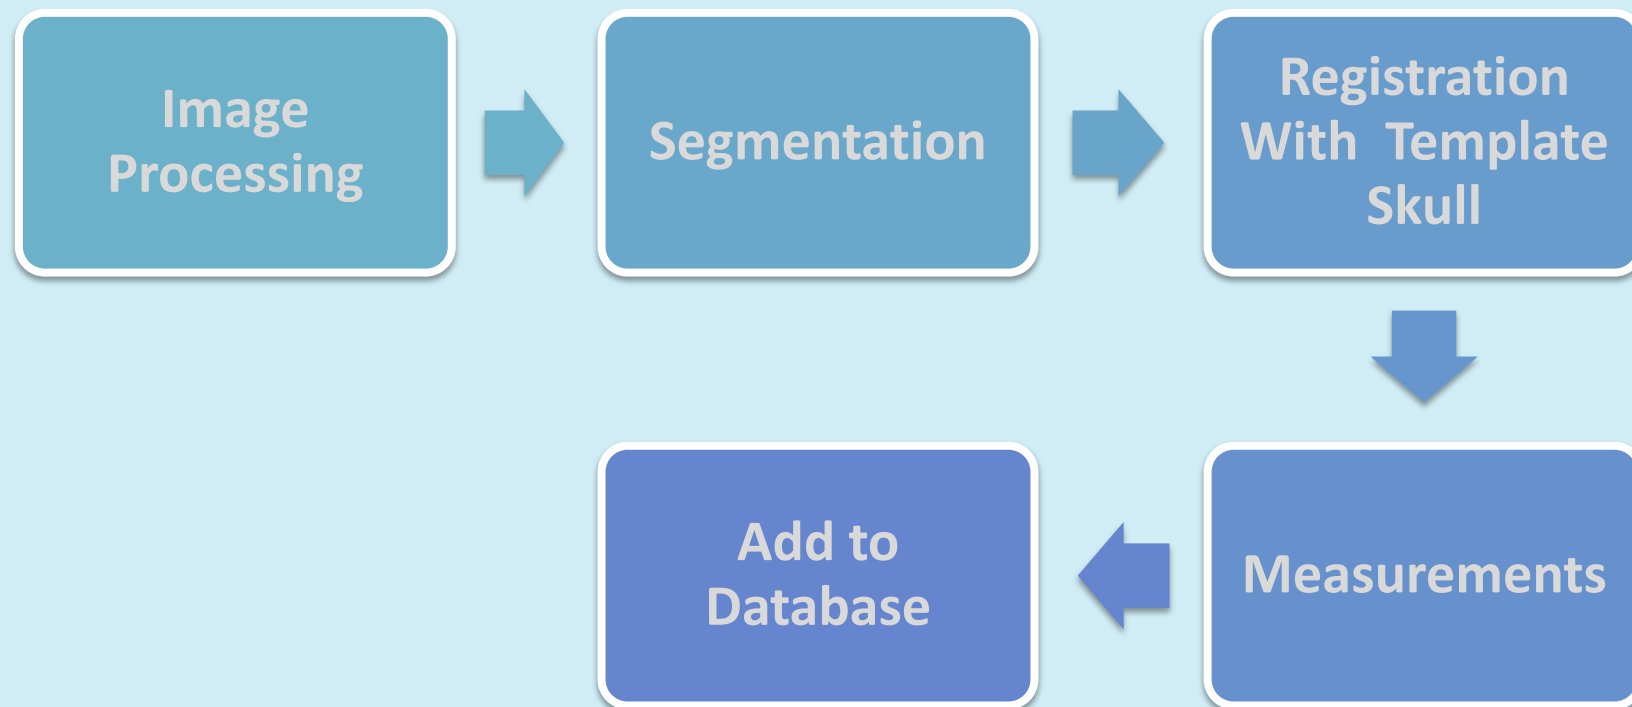 Image
Processing
Segmentation
Registration
With  Template
Skull
Measurements
Add to
Database